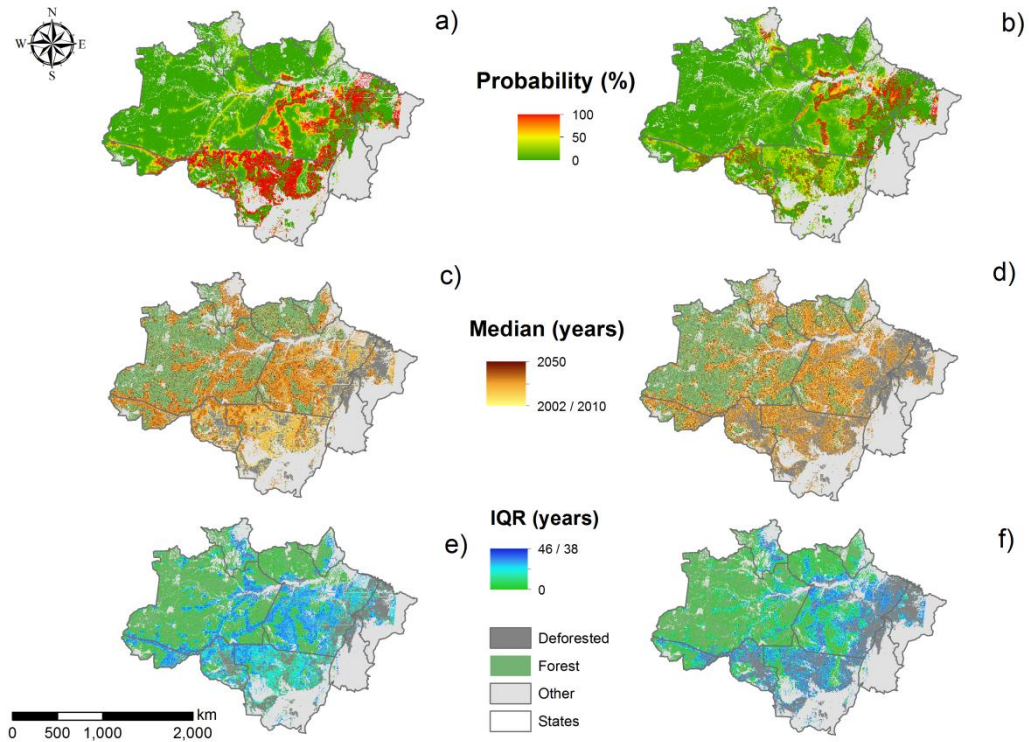 N
W E
S
a)
b)
Probability (%)
100
50
0
c)
d)
Median (years)
2050
2002 / 2010
IQR (years)
e)
f)
46 / 38
0
Deforested
Forest
Other
States
km
0 500 1,000 2,000